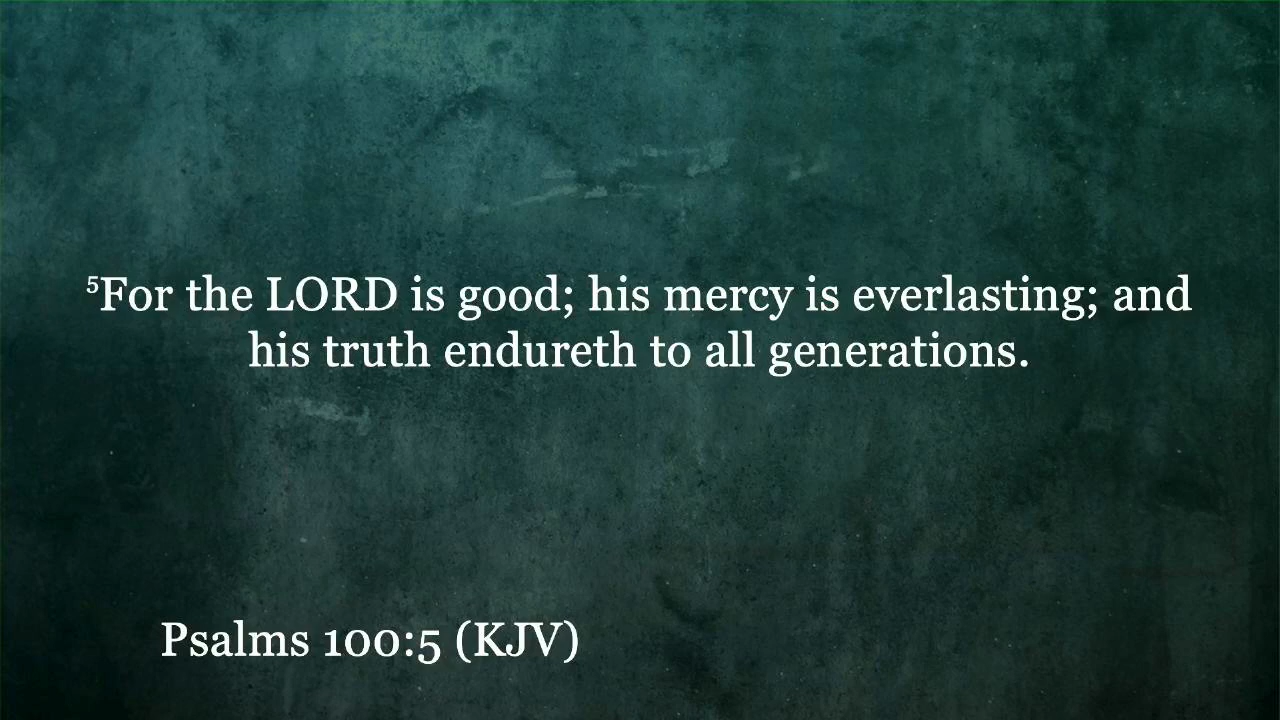 ⁵For the LORD is good; his mercy is everlasting; and
his truth endureth to all generations.
Psalms 100:5 (KJV)